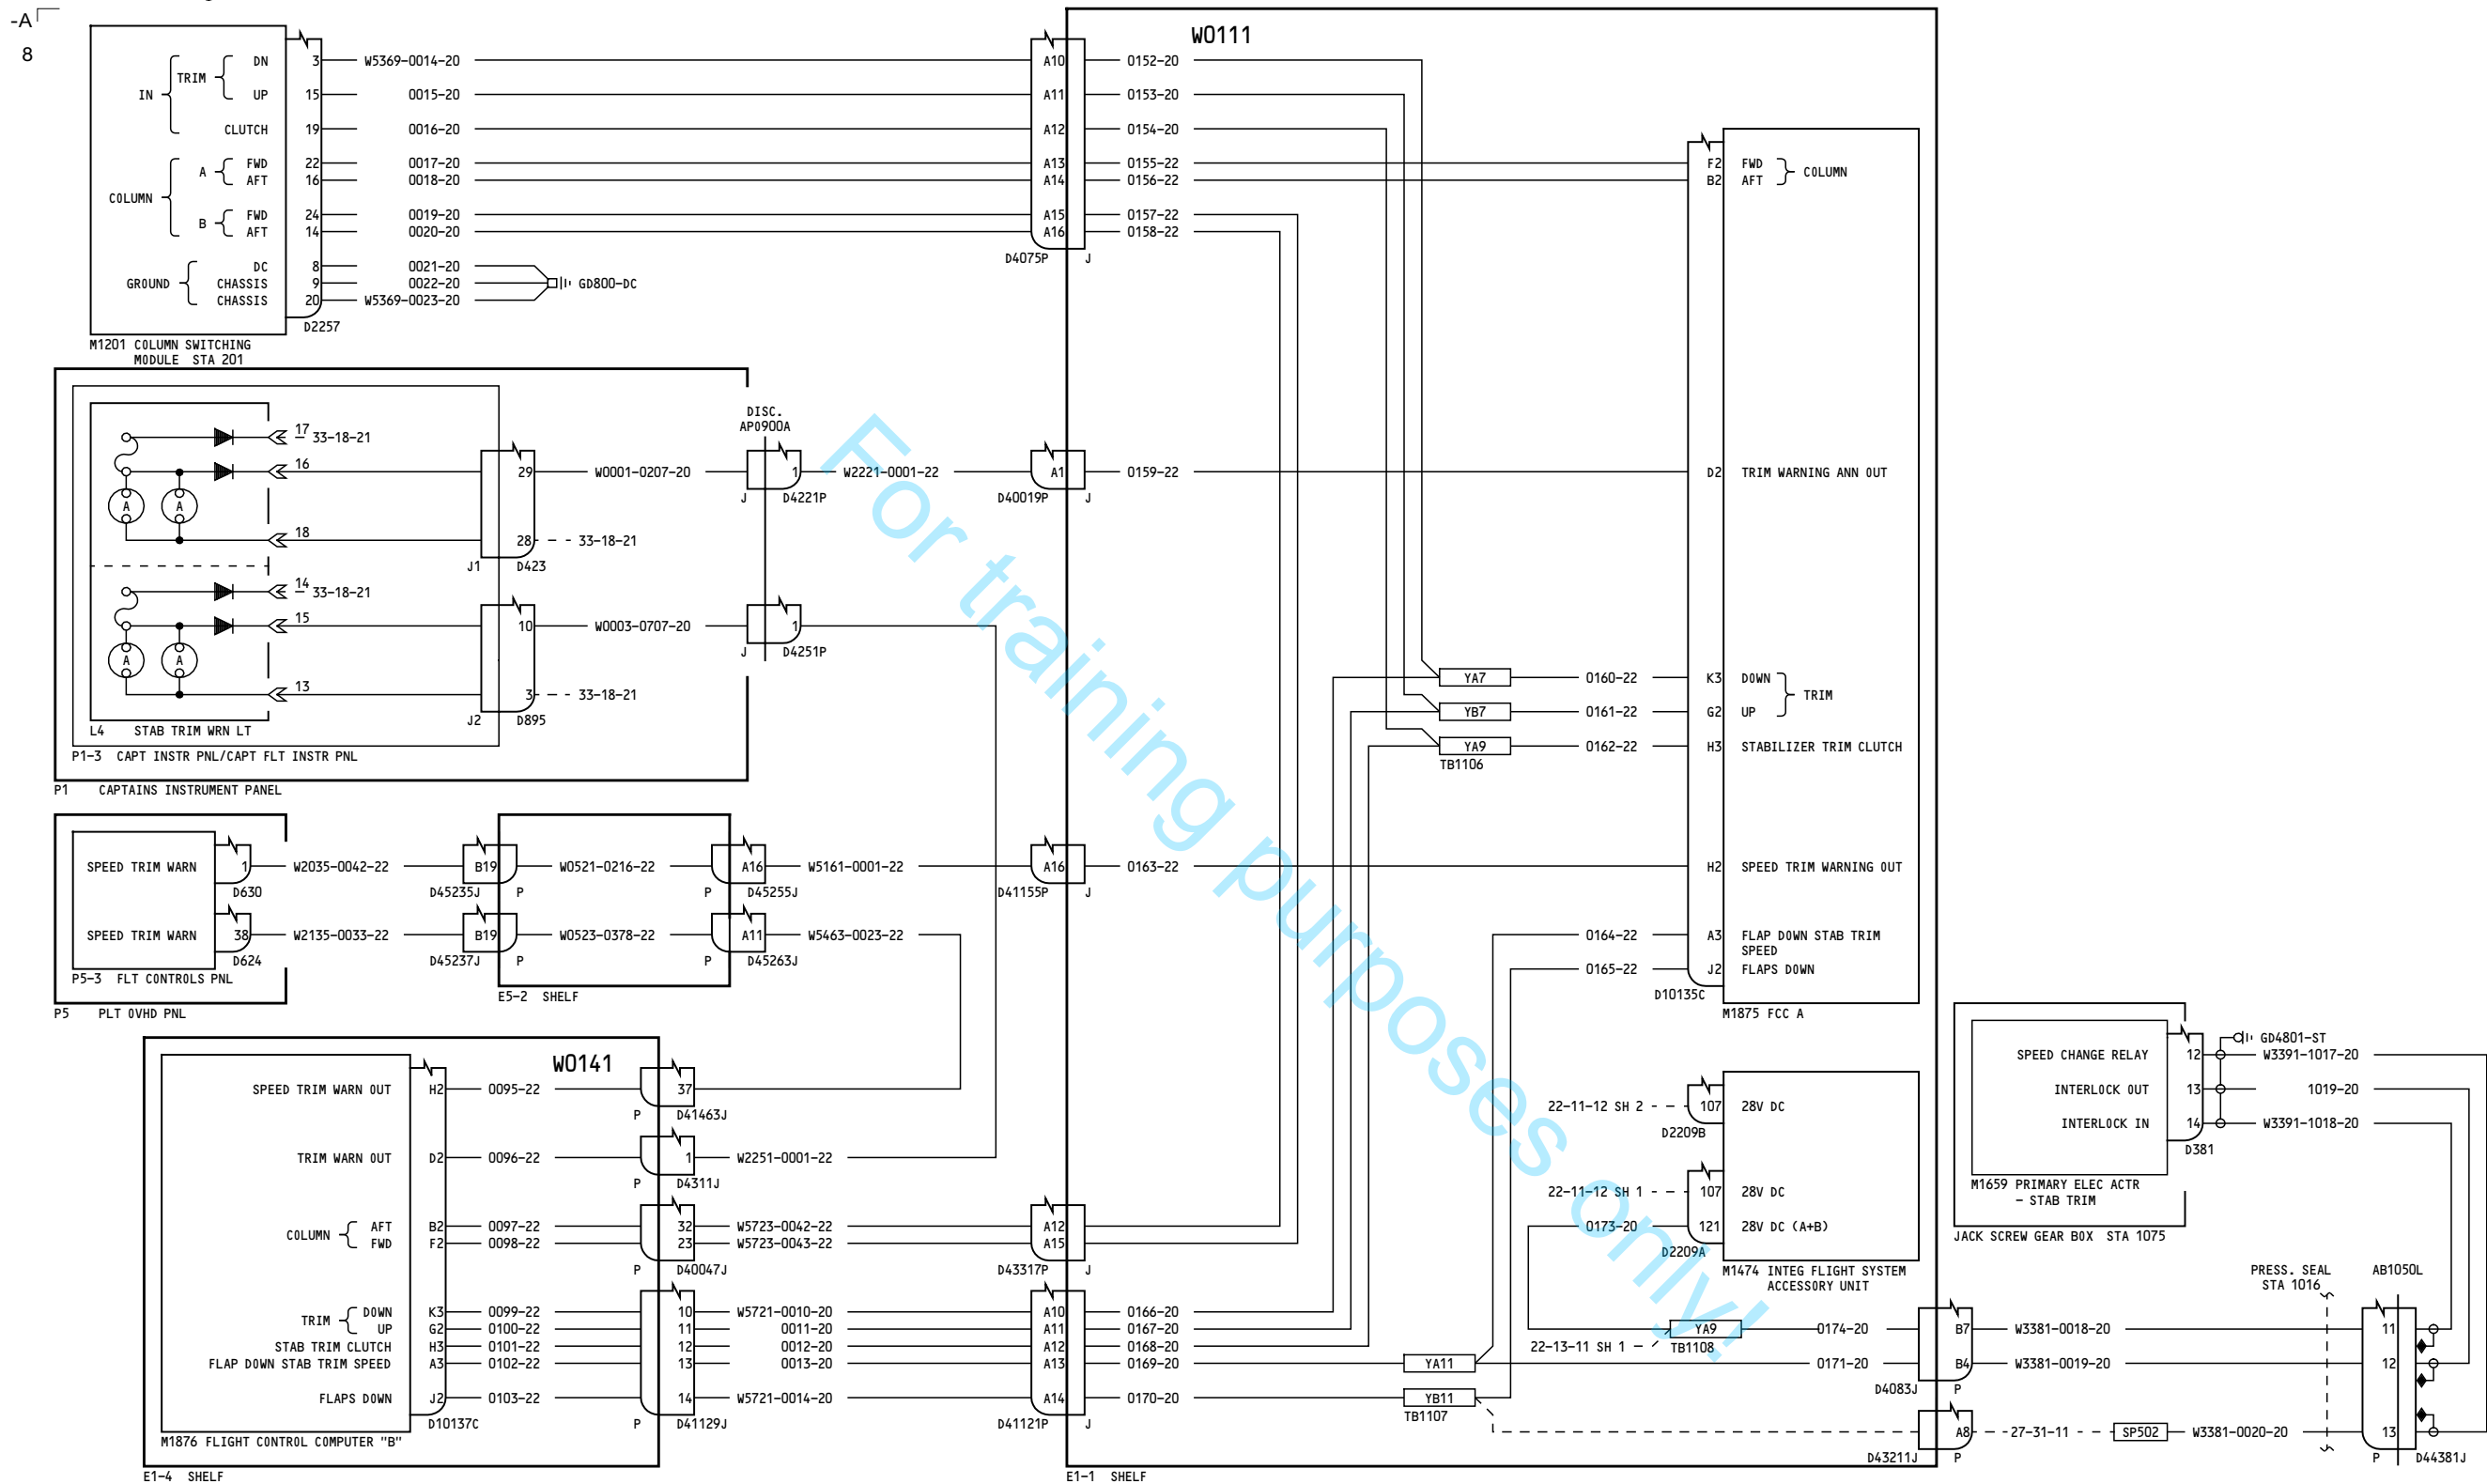 -A
8
W0111
DN 3 W5369-0014-20 A10 0152-20
TRIM
IN UP 15 0015-20 A11 0153-20
CLUTCH 19 0016-20 A12 0154-20
FWD 22 0017-20 A13 0155-22 F2 FWD
A COLUMN
AFT 16 0018-20 A14 0156-22 B2 AFT
COLUMN
FWD 24 0019-20 A15 0157-22
B
AFT 14 0020-20 A16 0158-22
D4075P J
DC 8 0021-20
GROUND CHASSIS 9 0022-20 GD800-DC
CHASSIS 20 W5369-0023-20
D2257
M1201 COLUMN SWITCHING
MODULE STA 201
DISC.
AP0900A
17 33-18-21
16 29 W0001-0207-20 1 W2221-0001-22 A1 0159-22 D2 TRIM WARNING ANN OUT
J D4221P D40019P J
A A
18 28 33-18-21
J1 D423
14 33-18-21
15 10 W0003-0707-20 1
J D4251P
A A
13 3 33-18-21
J2 D895
L4 STAB TRIM WRN LT
P1-3 CAPT INSTR PNL/CAPT FLT INSTR PNL
P1 CAPTAINS INSTRUMENT PANEL
YA7 0160-22 K3 DOWN
TRIM
YB7 0161-22 G2 UP
YA9 0162-22 H3 STABILIZER TRIM CLUTCH
TB1106
SPEED TRIM WARN 1 W2035-0042-22 B19 W0521-0216-22 A16 W5161-0001-22 A16 0163-22 H2 SPEED TRIM WARNING OUT
D630 D45235J P P D45255J D41155P J
SPEED TRIM WARN 38 W2135-0033-22 B19 W0523-0378-22 A11 W5463-0023-22 0164-22 A3 FLAP DOWN STAB TRIM
SPEED
D624 D45237J P P D45263J
0165-22 J2 FLAPS DOWN
P5-3 FLT CONTROLS PNL
E5-2 SHELF
D10135C
P5 PLT OVHD PNL
M1875 FCC A
W0141
SPEED TRIM WARN OUT H2 0095-22 37
P D41463J
TRIM WARN OUT D2 0096-22 1 W2251-0001-22
P D4311J
AFT B2 0097-22 32 W5723-0042-22 A12
COLUMN
FWD F2 0098-22 23 W5723-0043-22 A15
P D40047J D43317P J
DOWN K3 0099-22 10 W5721-0010-20 A10 0166-20
TRIM
UP G2 0100-22 11 0011-20 A11 0167-20
STAB TRIM CLUTCH H3 0101-22 12 0012-20 A12 0168-20
FLAP DOWN STAB TRIM SPEED A3 0102-22 13 0013-20 A13 0169-20 YA11 0171-20
FLAPS DOWN J2 0103-22 14 W5721-0014-20 A14 0170-20 YB11
D10137C P D41129J D41121P J TB1107
M1876 FLIGHT CONTROL COMPUTER "B"
E1-4 SHELF
22-11-12 SH 2 107 28V DC
D2209B
22-11-12 SH 1 107 28V DC
0173-20 121 28V DC (A+B)
D2209A
M1474 INTEG FLIGHT SYSTEM
ACCESSORY UNIT
YA9 0174-20
22-13-11 SH 1 TB1108
E1-1 SHELF
GD4801-ST
SPEED CHANGE RELAY 12 W3391-1017-20
INTERLOCK OUT 13 1019-20
INTERLOCK IN 14 W3391-1018-20
D381
M1659 PRIMARY ELEC ACTR
- STAB TRIM
JACK SCREW GEAR BOX STA 1075
PRESS. SEAL
STA 1016
AB1050L
B7 W3381-0018-20 11
B4 W3381-0019-20 12
D4083J P
A8 27-31-11 SP502 W3381-0020-20 13
D43211J P
P D44381J
For training purposes only!